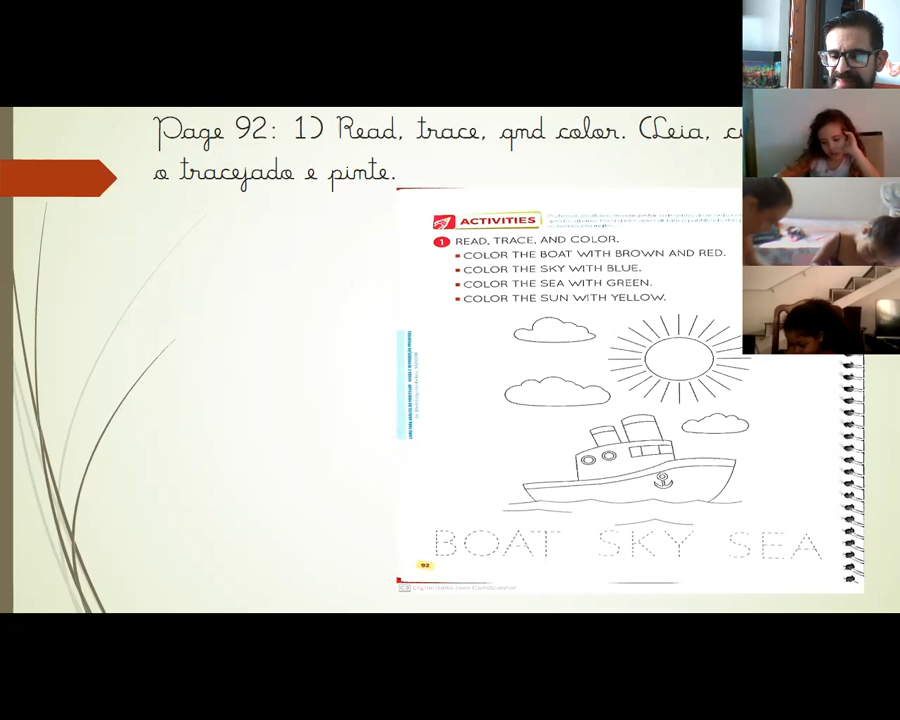 Page 92: 1) Read, trace, and color. (Leia,
o tracejado e pinte.
ACTIVITIES
1 READ, TRACE, AND COLOR.
COLOR THE BOAT WITH BROWN AND RED.
COLOR THE SKY WITH BLUE.
COLOR THE SEA WITH GREEN.
COLOR THE SUN WITH YELLOW.
BOAT SKY SEA
92